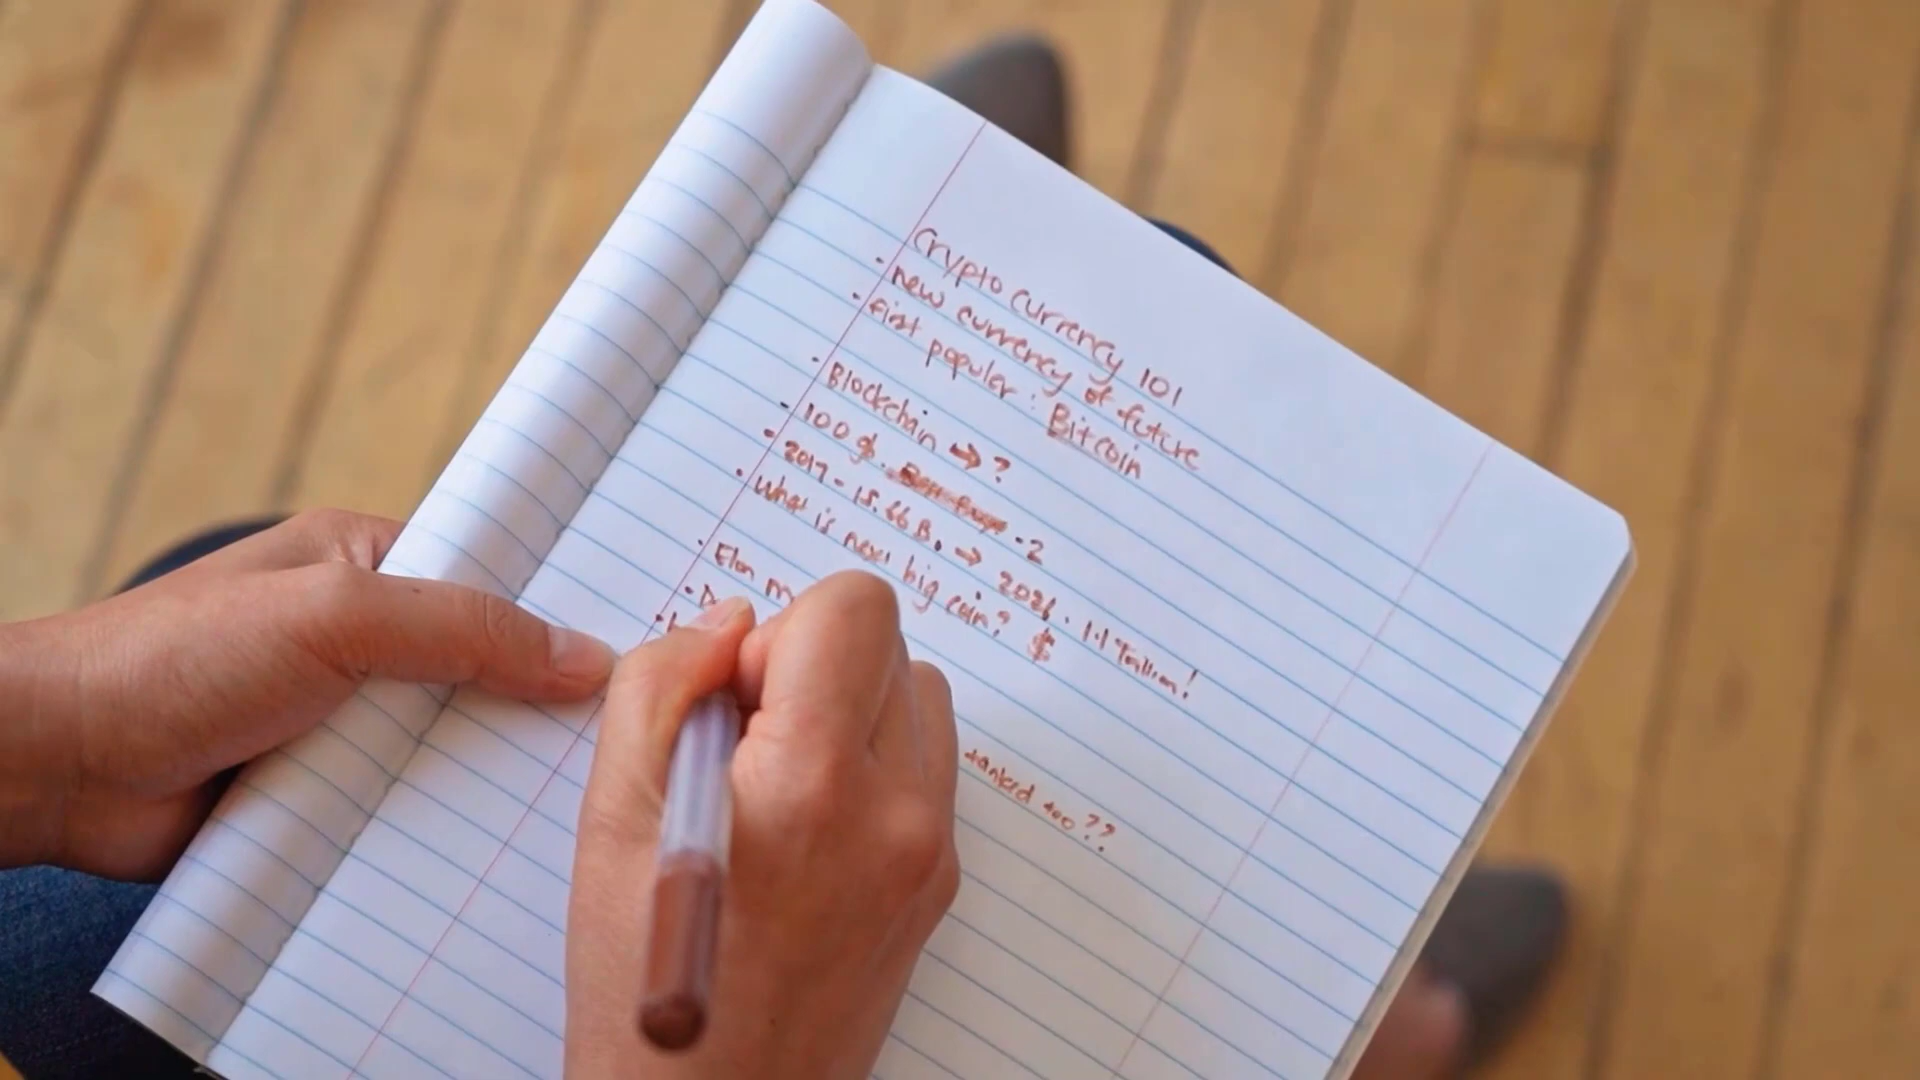 Crypto Currency 101
· new currency of future
· first popular : Bitcoin
· Blockchain → ?
- 100 % . · 2
· 2017 - 15.66 B. → 2021 . 1.1 Trillion!
· What is next big coin? $
· Elon m
tanked too ??